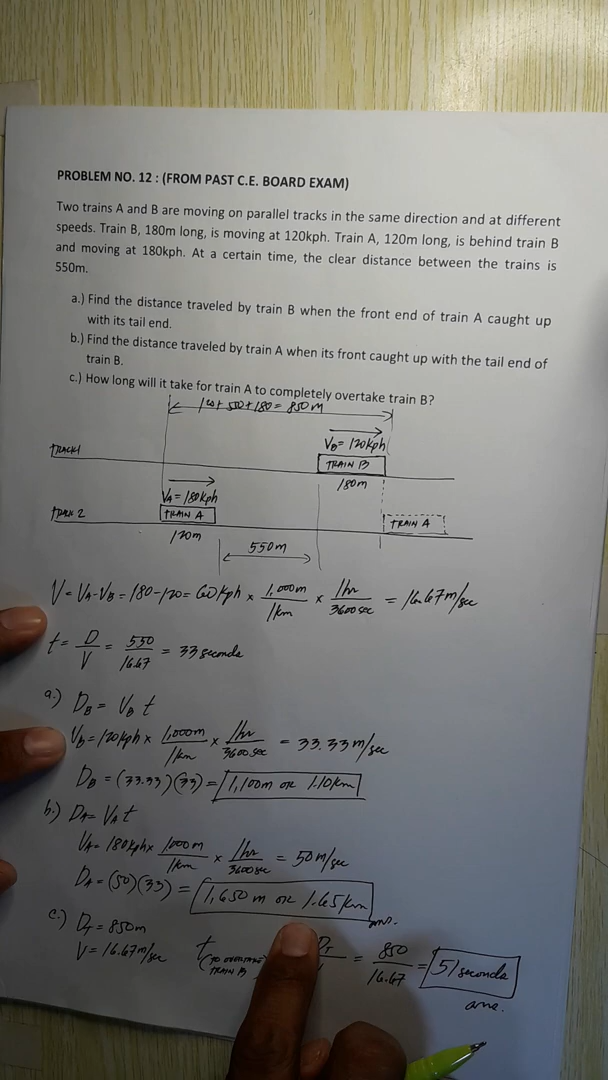 PROBLEM NO. 12 : (FROM PAST C.E. BOARD EXAM)
Two trains A and B are moving on parallel tracks in the same direction and at different
speeds. Train B, 180m long, is moving at 120kph. Train A, 120m long, is behind train B
and moving at 180kph. At a certain time, the clear distance between the trains is
550m.
a.) Find the distance traveled by train B when the front end of train A caught up
with its tail end.
b.) Find the distance traveled by train A when its front caught up with the tail end of
train B.
c.) How long will it take for train A to completely overtake train B?
120+550+180= 850m
VB= 120kph
TRACK 1
TRAIN B
180m
VA= 180kph
TRACK 2
TRAIN A
TRAIN A
120m
550m
V= VA-VB = 180-120= 60kph x 1,000m/1km x 1hr/3600sec = 16.67m/sec
t= D/V = 550/16.67 = 33 seconds
a.) DB= VB t
VB=120kph x 1,000m/1km x 1hr/3600sec = 33.33m/sec
DB = (33.33)(33) = 1,100m or 1.10km
b.) DA= VA t
VA= 180kph x 1000m/1km x 1hr/3600sec = 50m/sec
DA= (50)(33) = 1,650m or 1.65km
ans.
c.) DT= 850m
V= 16.67m/sec
t (TO OVERTAKE TRAIN B) DT = 850/16.67 = 51 seconds
ans.